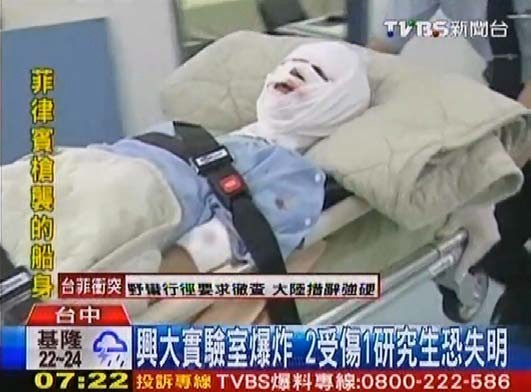 TVBS新聞台
菲律賓槍襲的船身
台菲衝突 野蠻行徑要求徹查 大陸措辭強硬
台中
基隆
22~24
興大實驗室爆炸 2受傷1研究生恐失明
07:22 投訴專線 TVBS爆料專線:0800-222-586